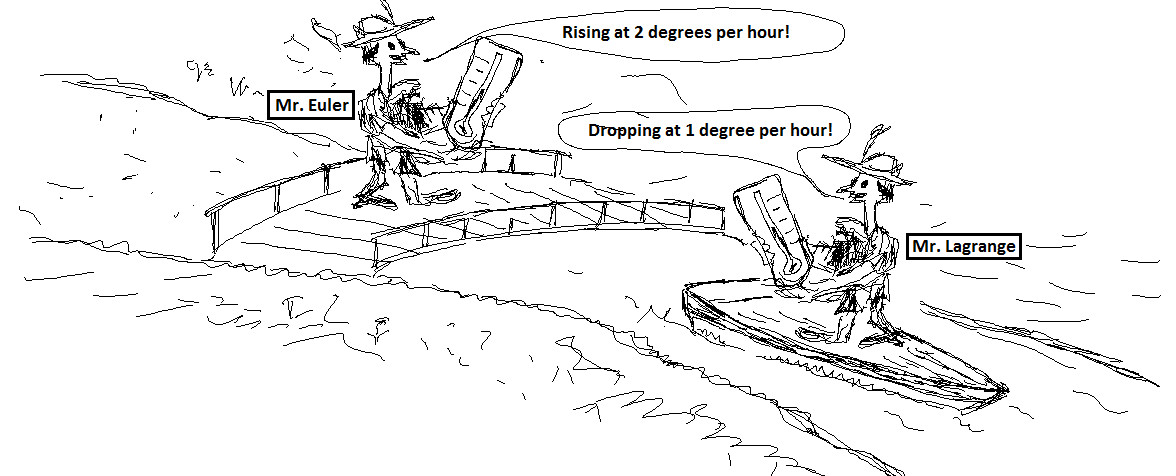 Rising at 2 degrees per hour!
Mr. Euler
Dropping at 1 degree per hour!
Mr. Lagrange